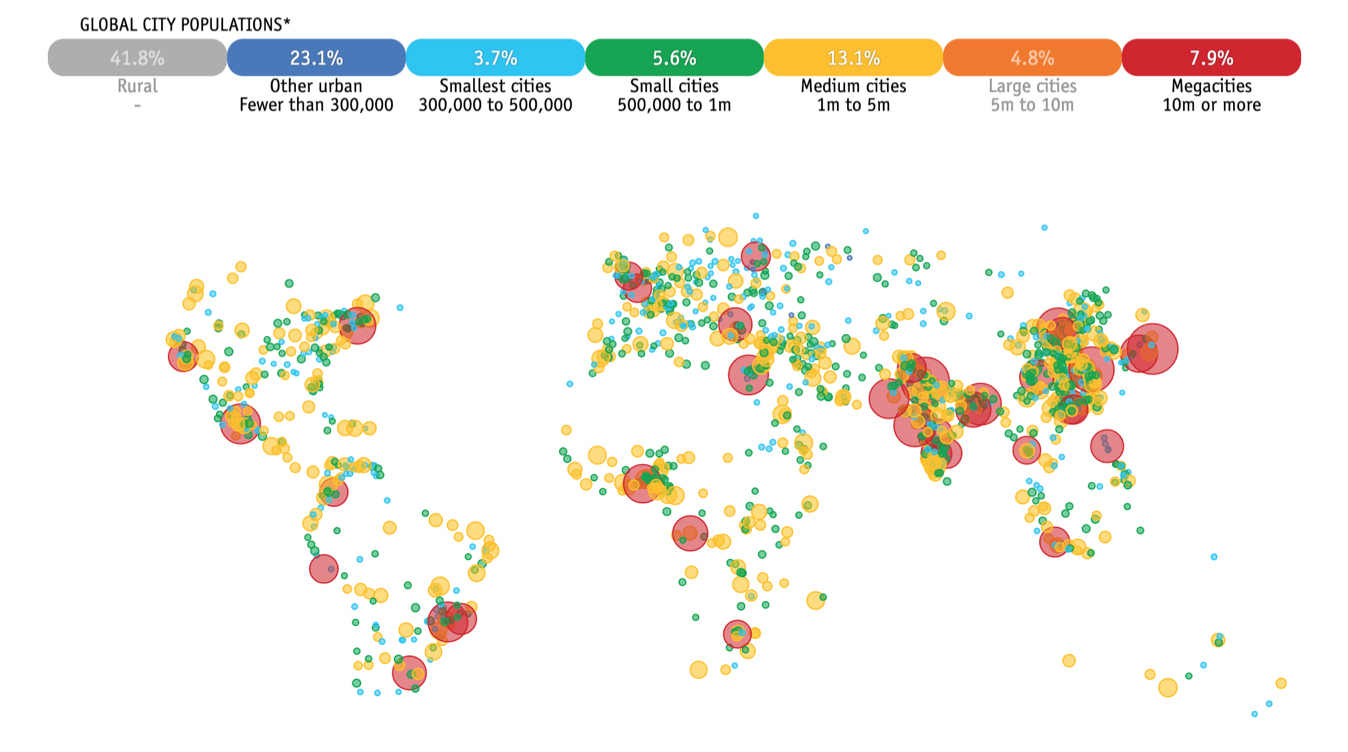 GLOBAL CITY POPULATIONS*
41.8% 23.1% 3.7% 5.6% 13.1% 4.8% 7.9%
Rural Other urban Smallest cities Small cities Medium cities Large cities Megacities
- Fewer than 300,000 300,000 to 500,000 500,000 to 1m 1m to 5m 5m to 10m 10m or more